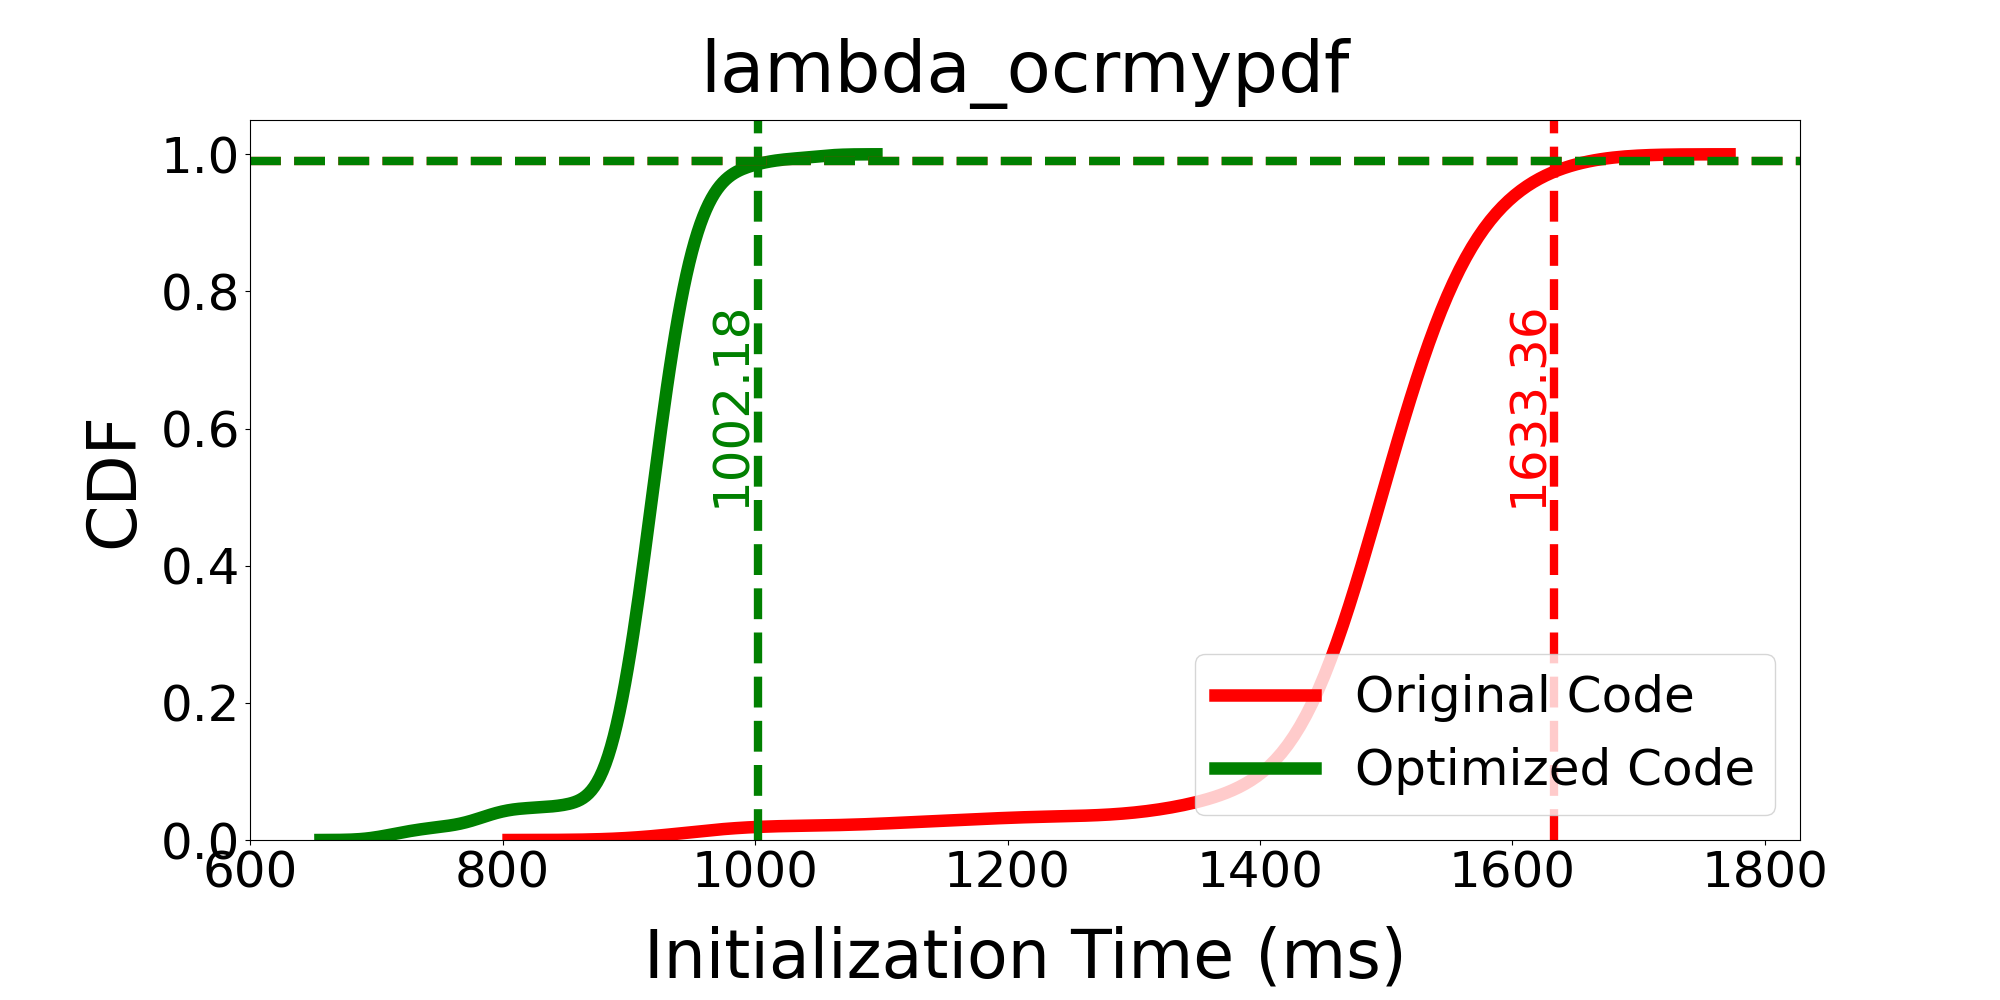 lambda_ocrmypdf
CDF
1.0
0.8
0.6
0.4
0.2
0.0
1002.18
1633.36
Original Code
Optimized Code
600 800 1000 1200 1400 1600 1800
Initialization Time (ms)